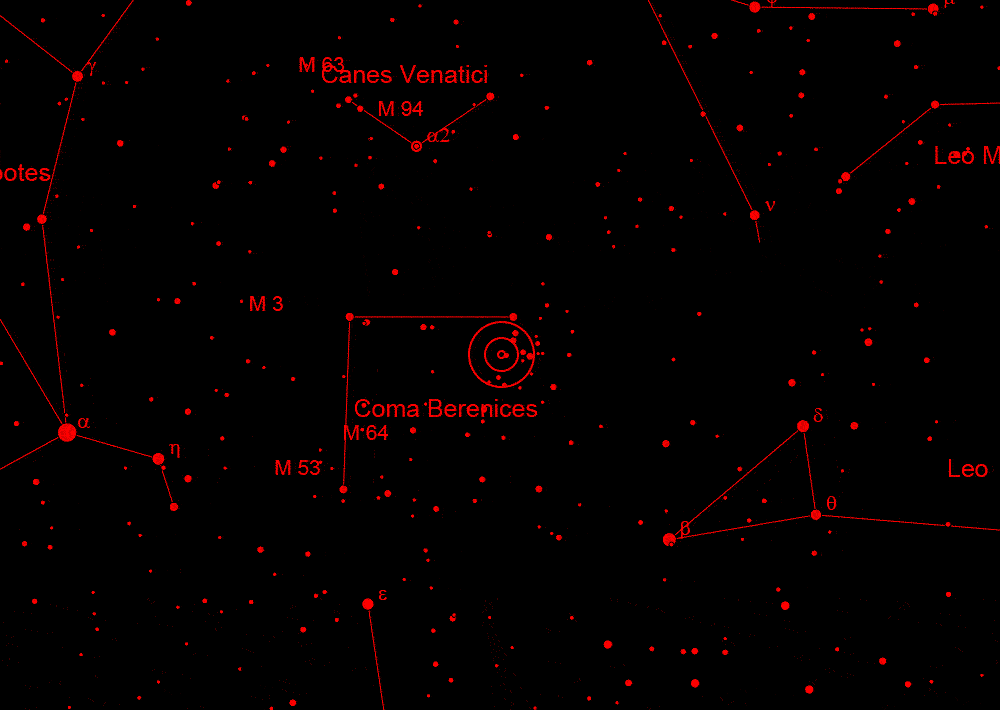 μ
γ
M 63
Canes Venatici
M 94
α2
Leo M
ootes
ν
M 3
Coma Berenices
δ
α
M 64
η
M 53
Leo
θ
β
ε